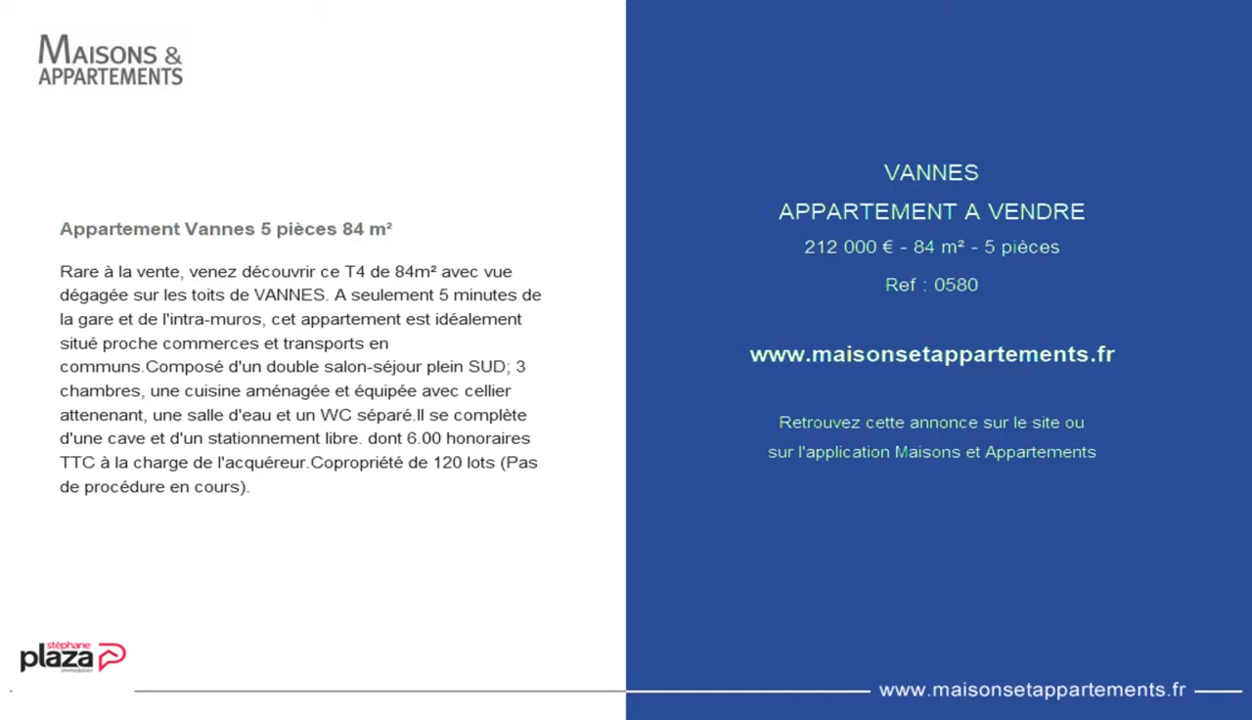 MAISONS &
APPARTEMENTS
Appartement Vannes 5 pièces 84 m²
Rare à la vente, venez découvrir ce T4 de 84m² avec vue
dégagée sur les toits de VANNES. A seulement 5 minutes de
la gare et de l'intra-muros, cet appartement est idéalement
situé proche commerces et transports en
communs.Composé d'un double salon-séjour plein SUD; 3
chambres, une cuisine aménagée et équipée avec cellier
attenenant, une salle d'eau et un WC séparé.Il se complète
d'une cave et d'un stationnement libre. dont 6.00 honoraires
TTC à la charge de l'acquéreur.Copropriété de 120 lots (Pas
de procédure en cours).
stéphane
plaza
immobilier
VANNES
APPARTEMENT A VENDRE
212 000 € - 84 m² - 5 pièces
Ref : 0580
www.maisonsetappartements.fr
Retrouvez cette annonce sur le site ou
sur l'application Maisons et Appartements
www.maisonsetappartements.fr